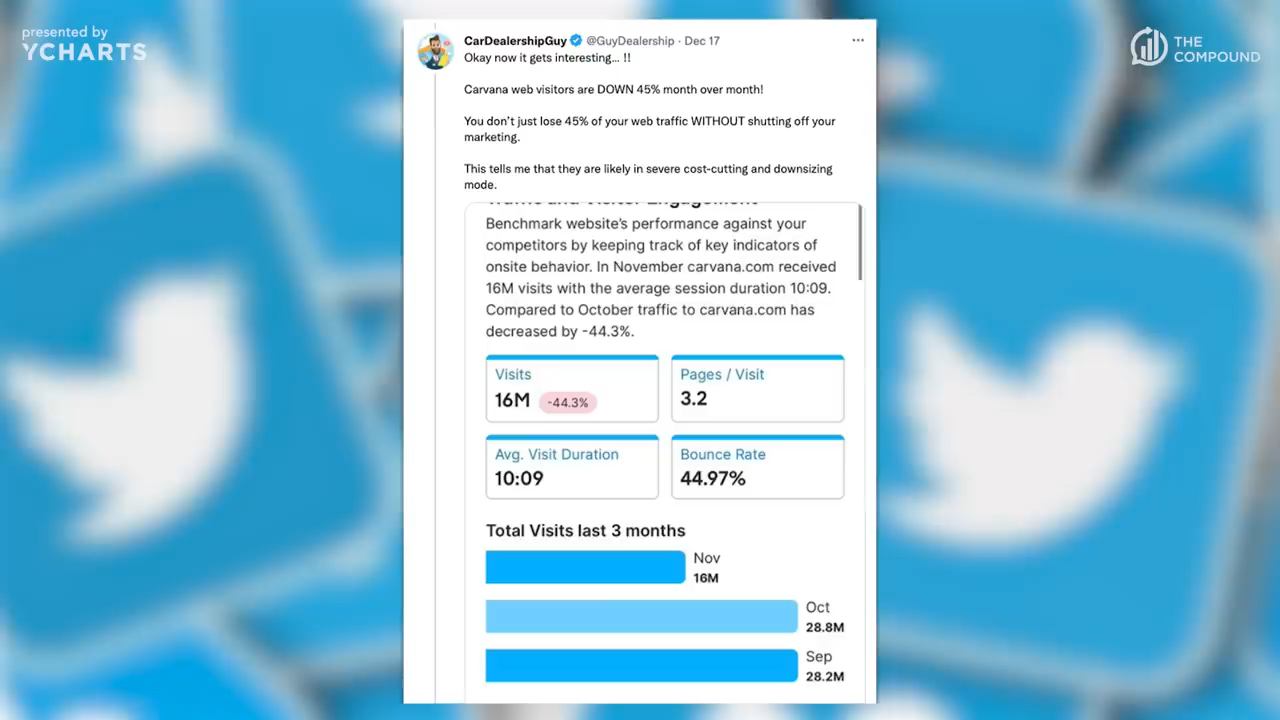 presented by
YCHARTS
THE
COMPOUND
CarDealershipGuy @GuyDealership · Dec 17
Okay now it gets interesting... !!
Carvana web visitors are DOWN 45% month over month!
You don't just lose 45% of your web traffic WITHOUT shutting off your
marketing.
This tells me that they are likely in severe cost-cutting and downsizing
mode.
Traffic and Visitor Engagement
Benchmark website's performance against your
competitors by keeping track of key indicators of
onsite behavior. In November carvana.com received
16M visits with the average session duration 10:09.
Compared to October traffic to carvana.com has
decreased by -44.3%.
Visits
16M -44.3%
Pages / Visit
3.2
Avg. Visit Duration
10:09
Bounce Rate
44.97%
Total Visits last 3 months
Nov
16M
Oct
28.8M
Sep
28.2M